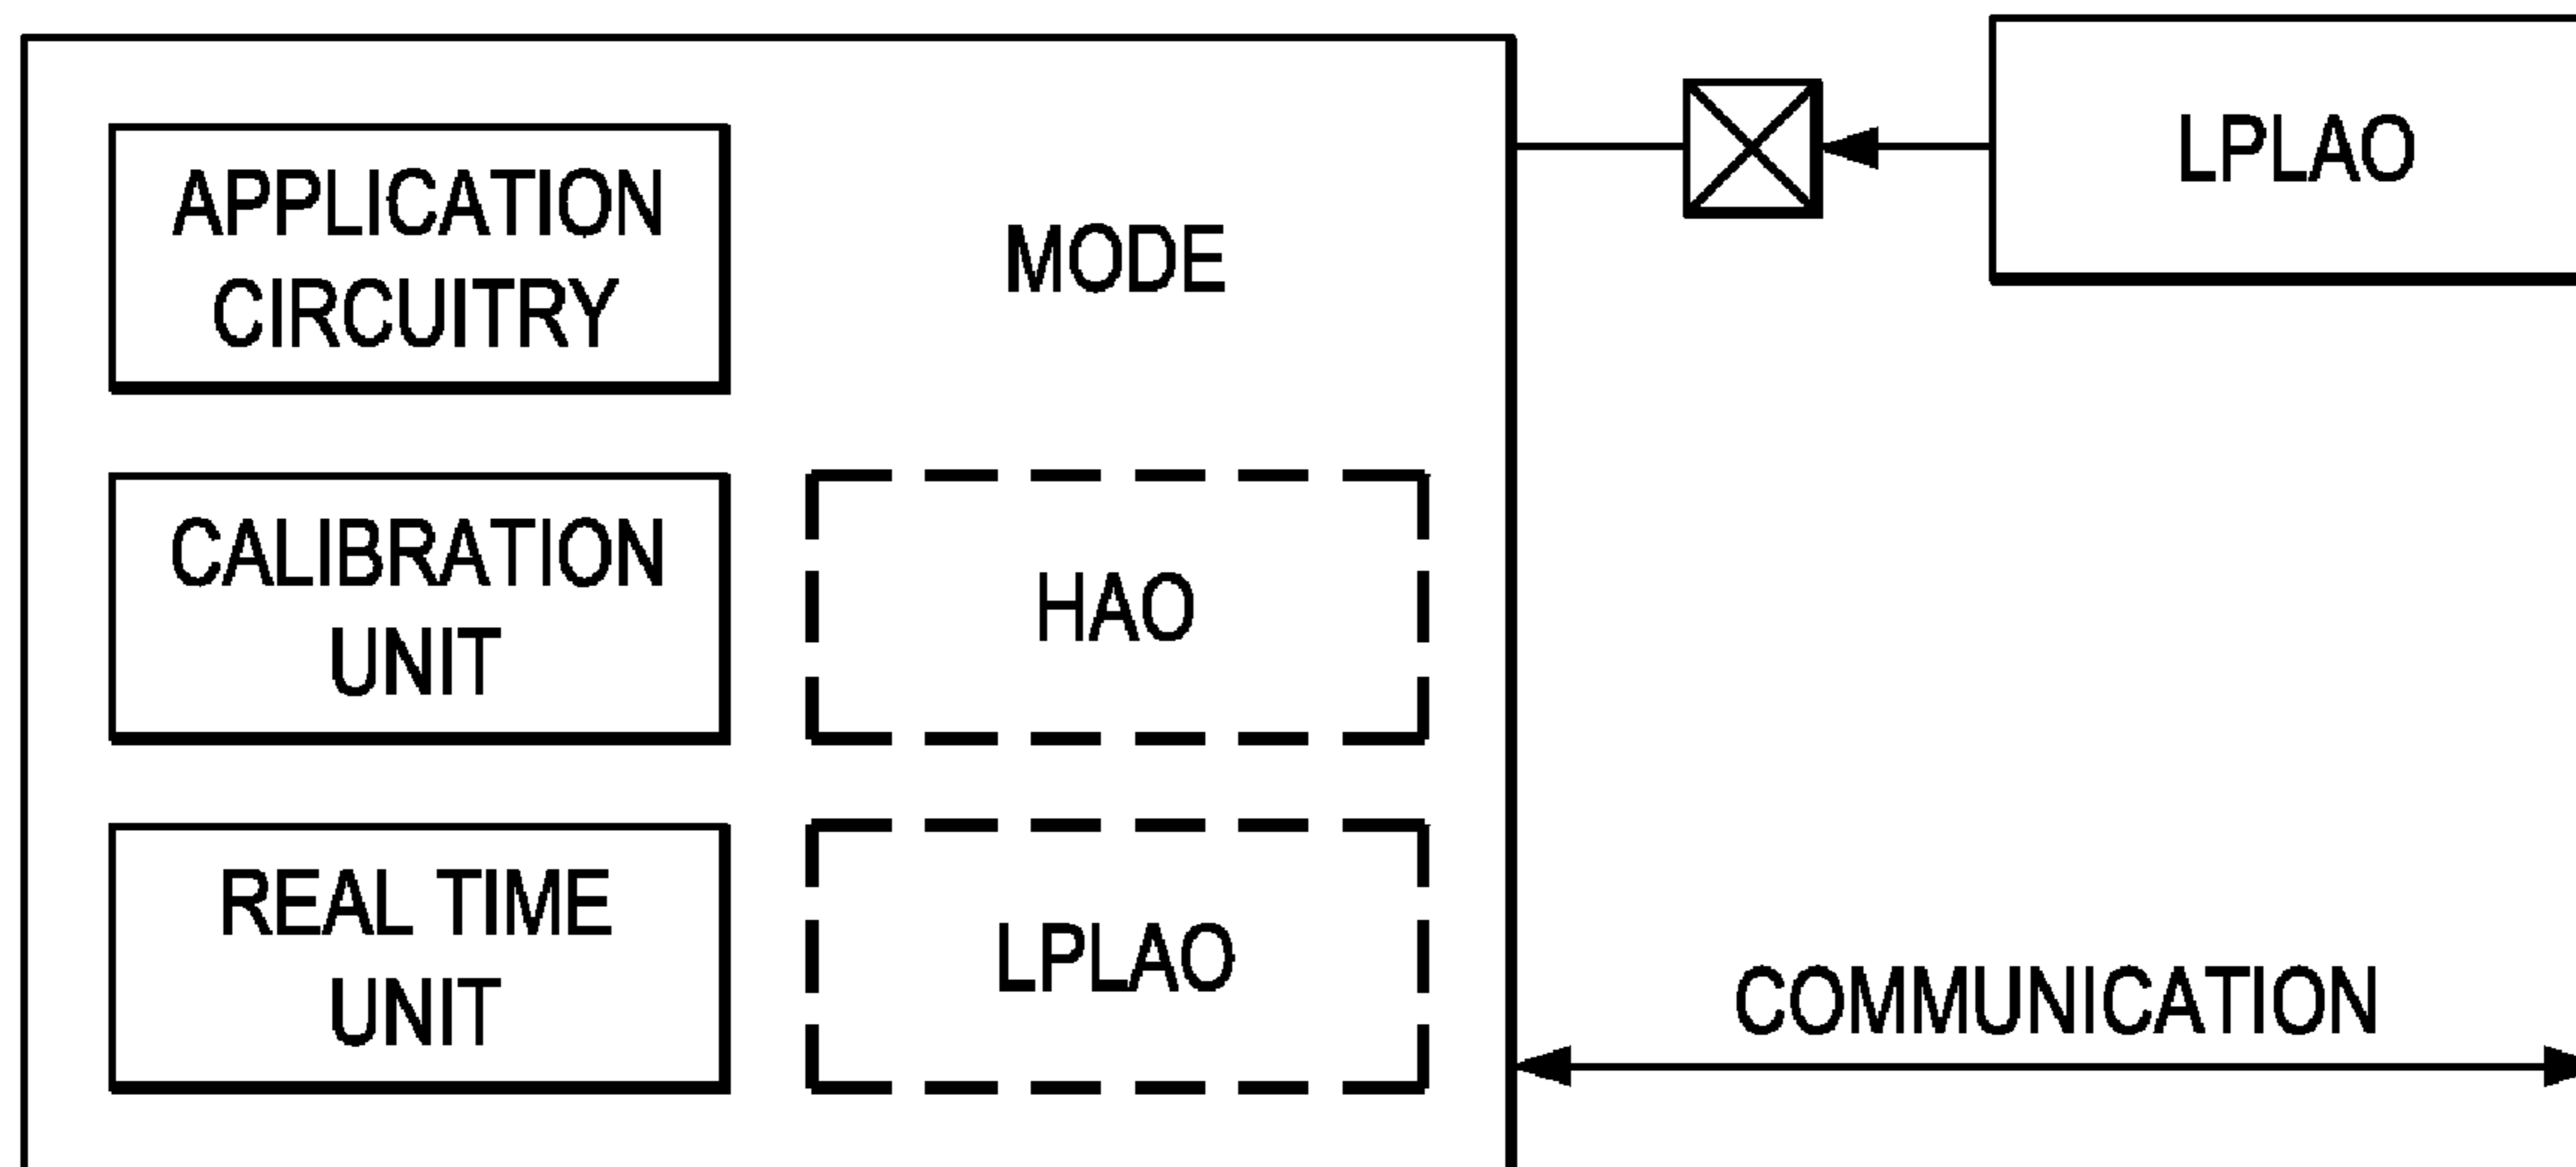 APPLICATION
CIRCUITRY
MODE
LPLAO
CALIBRATION
UNIT
HAO
REAL TIME
UNIT
LPLAO
COMMUNICATION